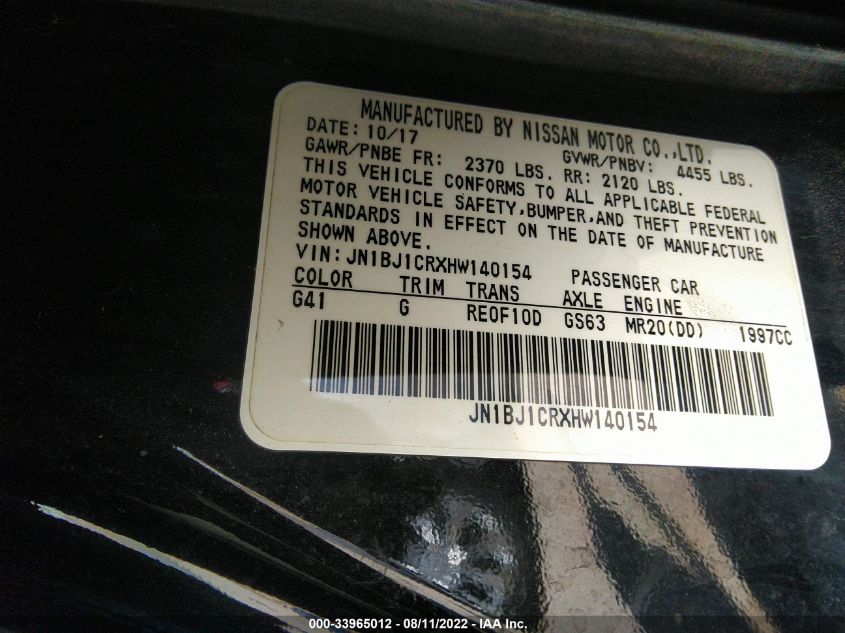 MANUFACTURED BY NISSAN MOTOR CO.,LTD.
DATE: 10/17 GVWR/PNBV: 4455 LBS.
GAWR/PNBE FR: 2370 LBS. RR: 2120 LBS.
THIS VEHICLE CONFORMS TO ALL APPLICABLE FEDERAL
MOTOR VEHICLE SAFETY,BUMPER,AND THEFT PREVENTION
STANDARDS IN EFFECT ON THE DATE OF MANUFACTURE
SHOWN ABOVE.
VIN: JN1BJ1CRXHW140154 PASSENGER CAR
COLOR TRIM TRANS AXLE ENGINE
G41 G RE0F10D GS63 MR20(DD) 1997CC
JN1BJ1CRXHW140154
000-33965012 - 08/11/2022 - IAA Inc.